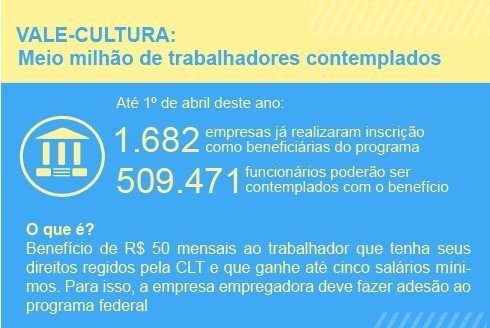 VALE-CULTURA:
Meio milhão de trabalhadores contemplados
Até 1º de abril deste ano:
1.682 empresas já realizaram inscrição
como beneficiárias do programa
509.471 funcionários poderão ser
contemplados com o benefício
O que é?
Benefício de R$ 50 mensais ao trabalhador que tenha seus
direitos regidos pela CLT e que ganhe até cinco salários míni-
mos. Para isso, a empresa empregadora deve fazer adesão ao
programa federal